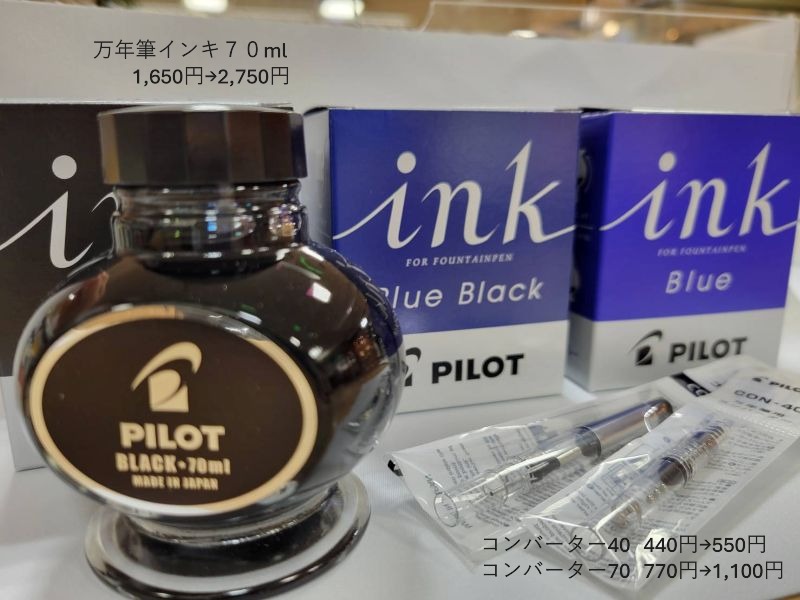 万年筆インキ７０ml
1,650円→2,750円
ink
FOR FOUNTAINPEN
Blue Black
PILOT
ink
FOR FOUNTAINPEN
Blue
PILOT
PILOT
BLACK・70ml
MADE IN JAPAN
PILOT
CON-40
コンバーター40 440円→550円
コンバーター70 770円→1,100円